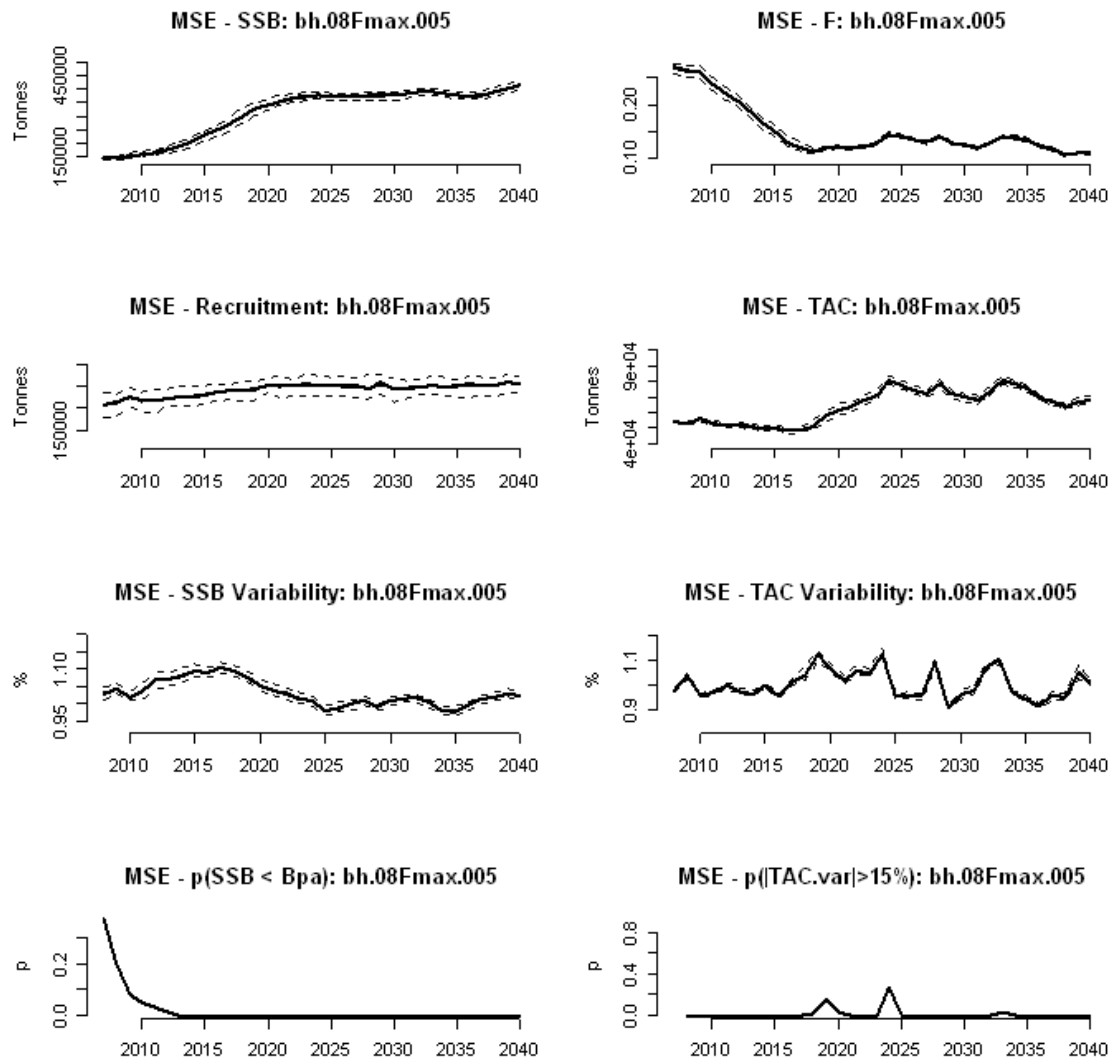 MSE - SSB: bh.08Fmax.005
Tonnes
150000 450000
2010 2015 2020 2025 2030 2035 2040
MSE - F: bh.08Fmax.005
0.10 0.20
2010 2015 2020 2025 2030 2035 2040
MSE - Recruitment: bh.08Fmax.005
Tonnes
150000
2010 2015 2020 2025 2030 2035 2040
MSE - TAC: bh.08Fmax.005
Tonnes
4e+04 9e+04
2010 2015 2020 2025 2030 2035 2040
MSE - SSB Variability: bh.08Fmax.005
%
0.95 1.10
2010 2015 2020 2025 2030 2035 2040
MSE - TAC Variability: bh.08Fmax.005
%
0.9 1.1
2010 2015 2020 2025 2030 2035 2040
MSE - p(SSB < Bpa): bh.08Fmax.005
p
0.0 0.2
2010 2015 2020 2025 2030 2035 2040
MSE - p(|TAC.var|>15%): bh.08Fmax.005
p
0.0 0.4 0.8
2010 2015 2020 2025 2030 2035 2040